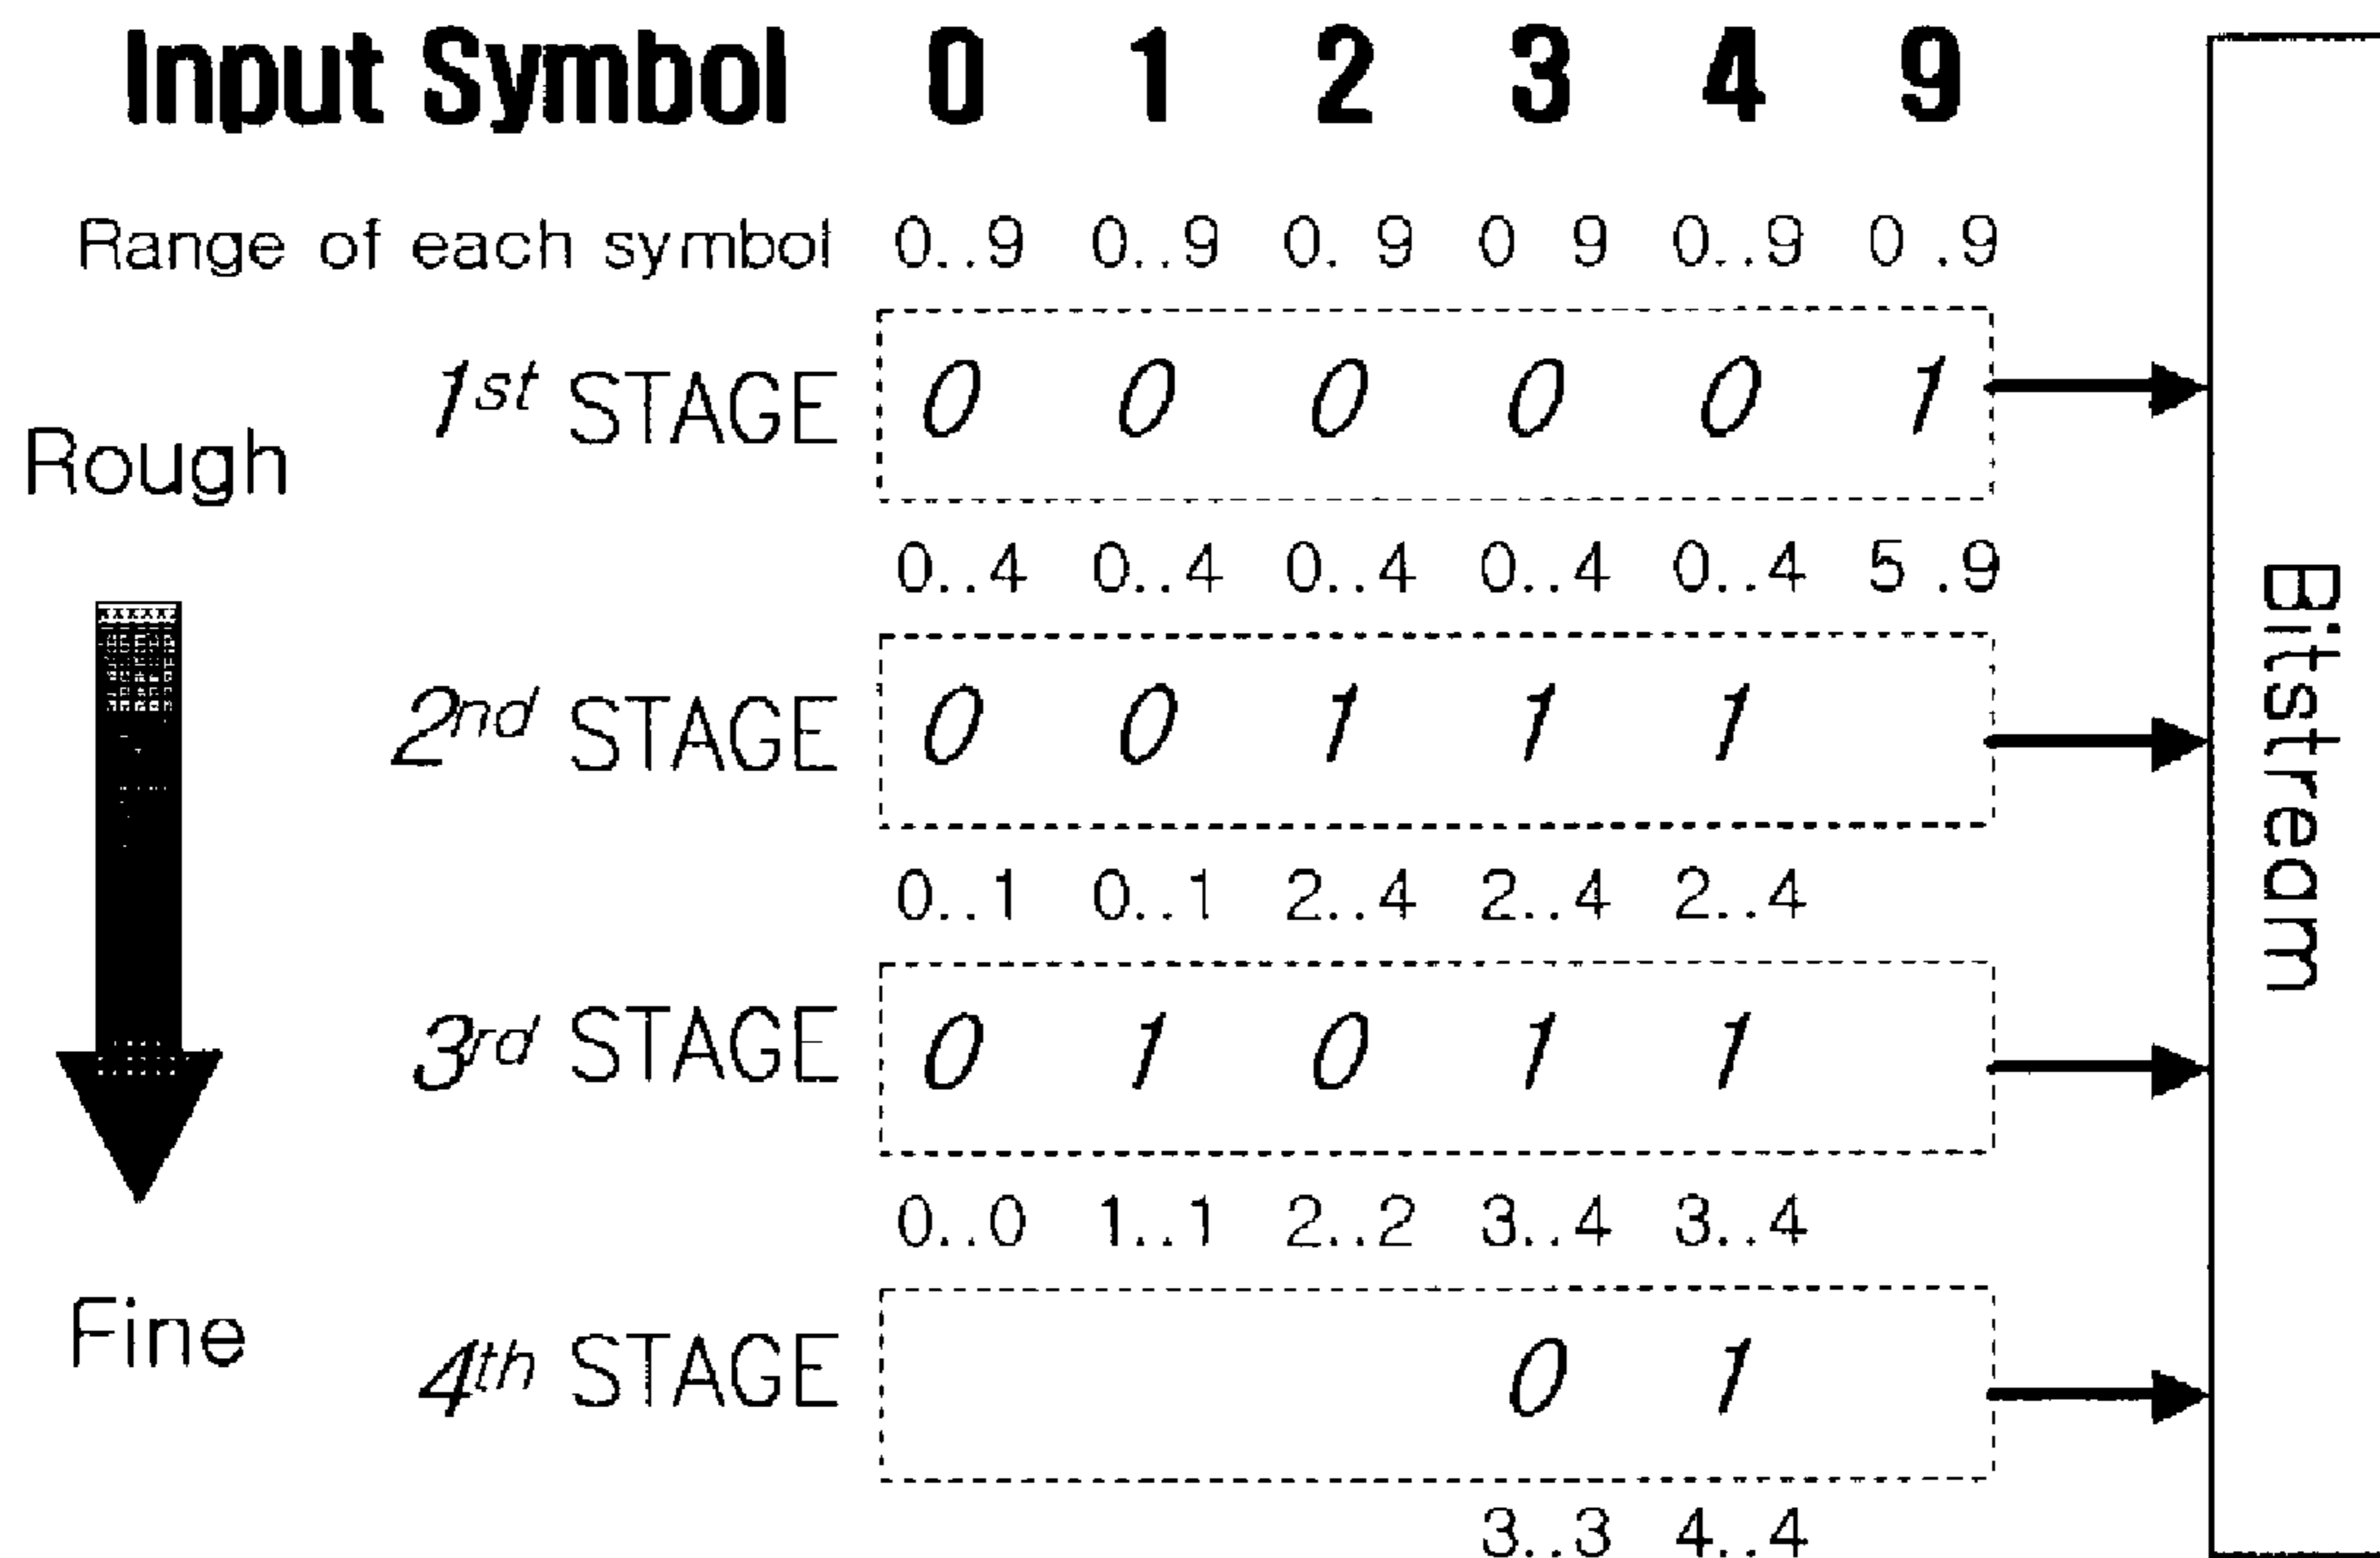 Input Symbol 0 1 2 3 4 9
Range of each symbol 0..9 0..9 0. 9 0 9 0..9 0 .9
1st STAGE 0 0 0 0 0 1
Rough
0..4 0..4 0..4 0..4 0..4 5 .9
2nd STAGE 0 0 1 1 1
Bitstream
0..1 0..1 2..4 2..4 2..4
3rd STAGE 0 1 0 1 1
0..0 1..1 2..2 3..4 3..4
Fine
4th STAGE 0 1
3..3 4..4